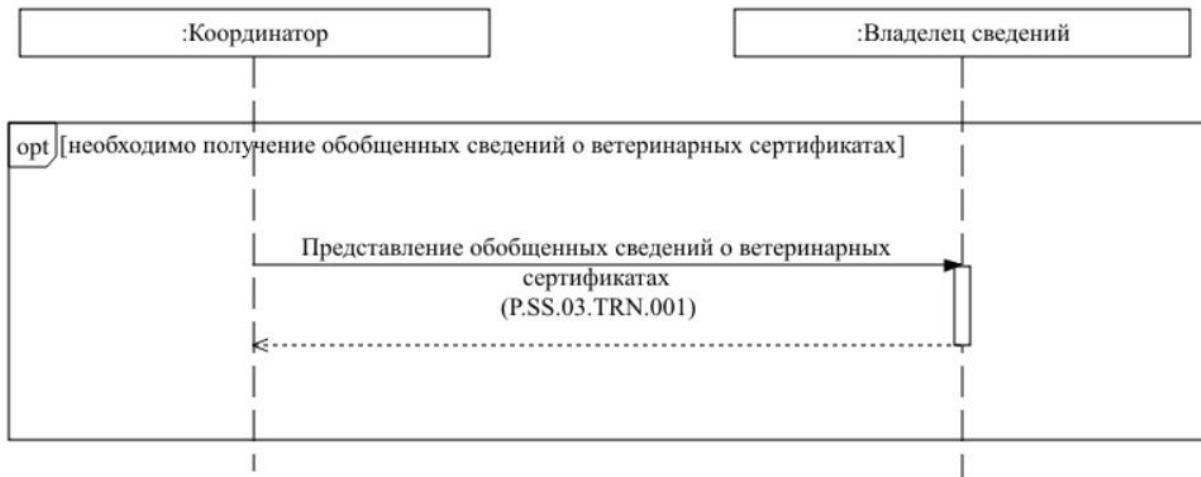 :Координатор
:Владелец сведений
opt [необходимо получение обобщенных сведений о ветеринарных сертификатах]
Представление обобщенных сведений о ветеринарных
сертификатах
(P.SS.03.TRN.001)